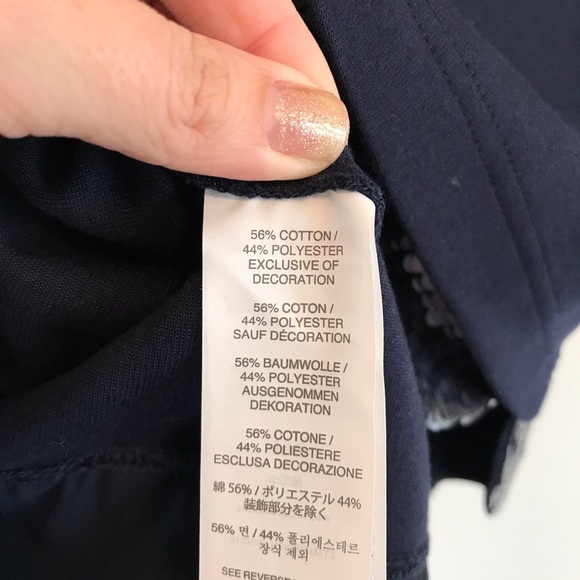 56% COTTON /
44% POLYESTER
EXCLUSIVE OF
DECORATION
56% COTON /
44% POLYESTER
SAUF DÉCORATION
56% BAUMWOLLE /
44% POLYESTER
AUSGENOMMEN
DEKORATION
56% COTONE /
44% POLIESTERE
ESCLUSA DECORAZIONE
綿 56% / ポリエステル 44%
装飾部分を除く
56% 면 / 44% 폴리에스테르
장식 제외
SEE REVERSE